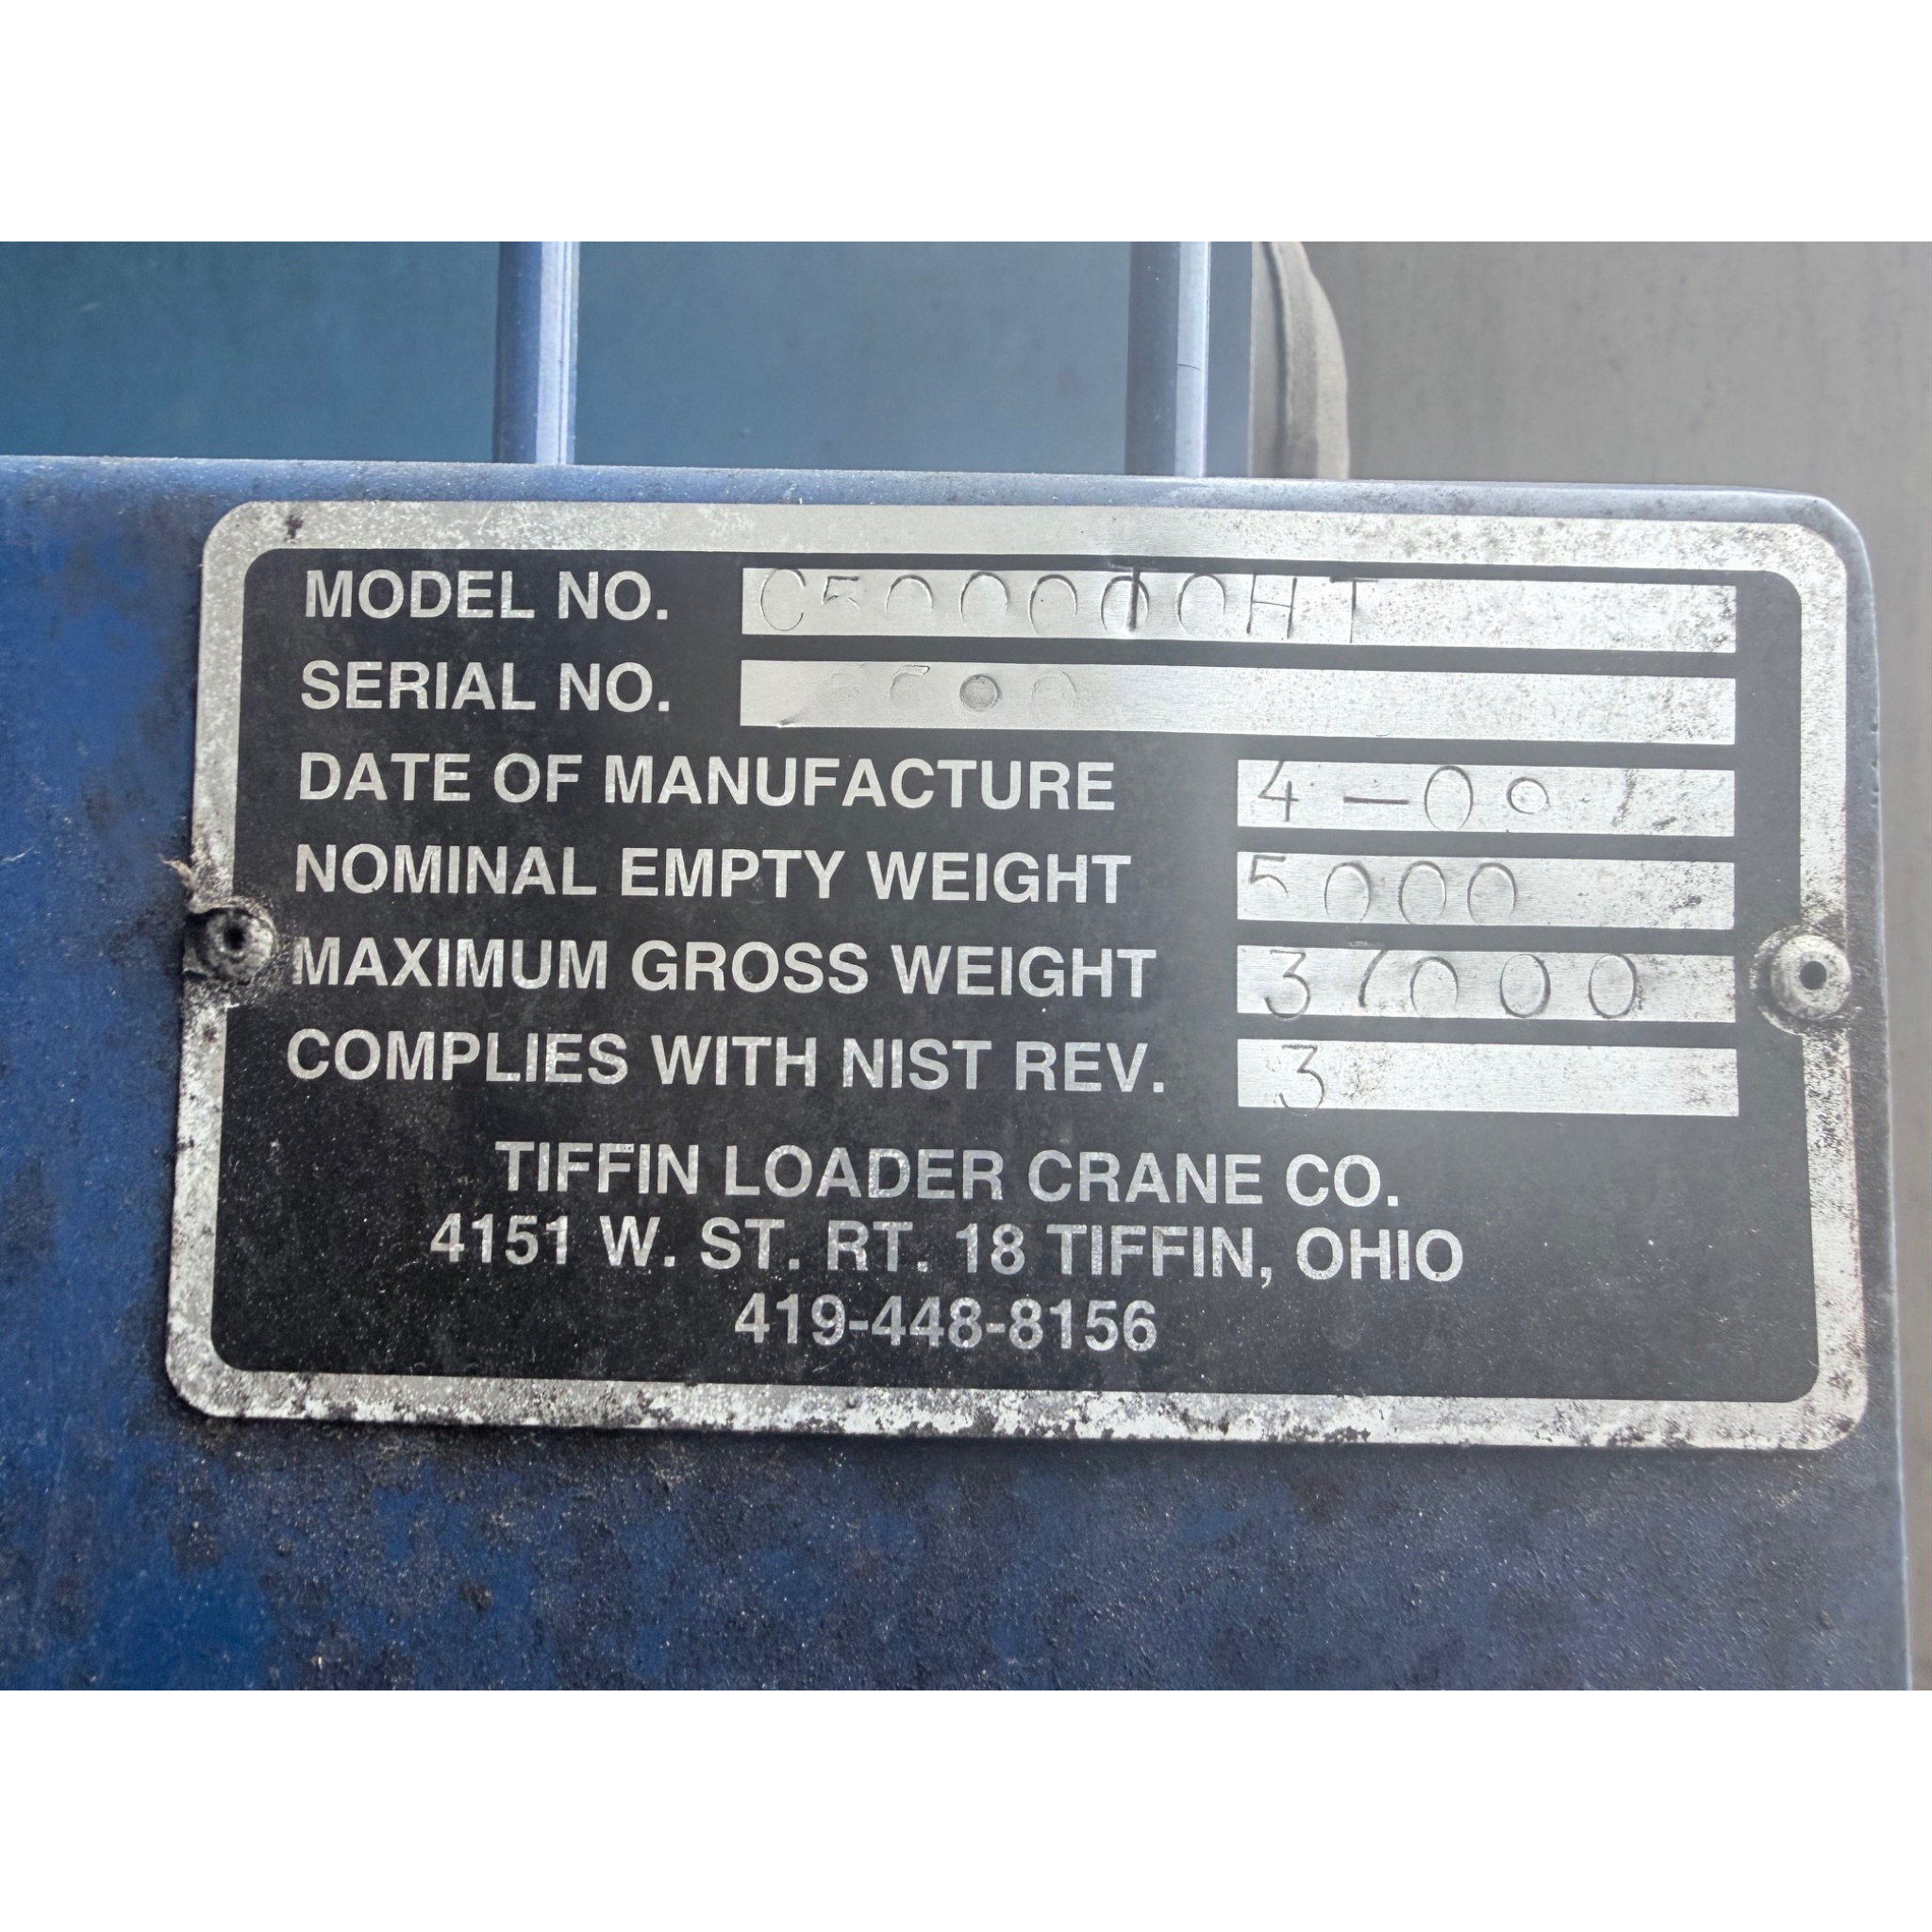 MODEL NO.
SERIAL NO.
DATE OF MANUFACTURE
NOMINAL EMPTY WEIGHT 5000
MAXIMUM GROSS WEIGHT
COMPLIES WITH NIST REV. 3
TIFFIN LOADER CRANE CO.
4151 W. ST. RT. 18 TIFFIN, OHIO
419-448-8156